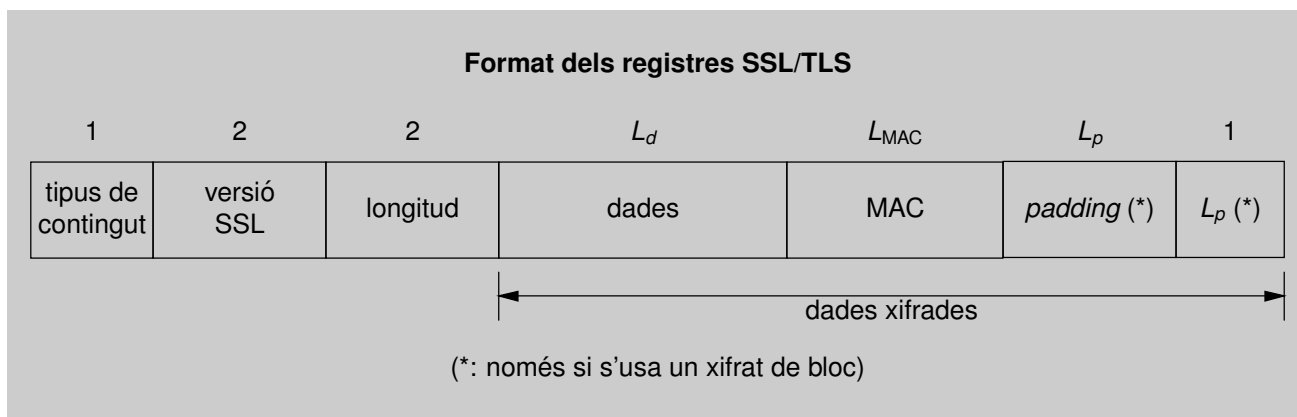 Format dels registres SSL/TLS
1 2 2 L_d L_MAC L_p 1
tipus de contingut
versió SSL
longitud
dades
MAC
padding (*)
L_p (*)
dades xifrades
(*: només si s'usa un xifrat de bloc)